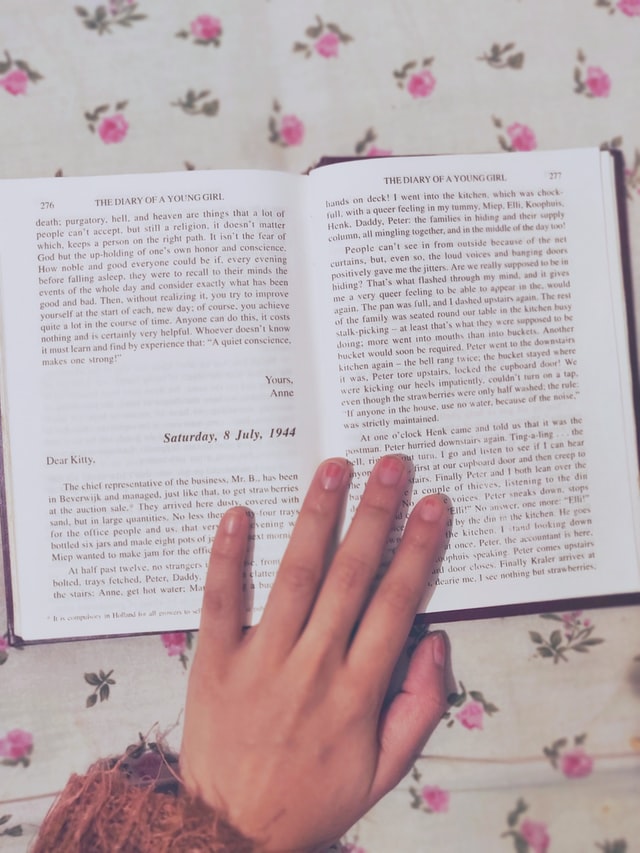 276 THE DIARY OF A YOUNG GIRL
death; purgatory, hell, and heaven are things that a lot of
people can't accept, but still a religion, it doesn't matter
which, keeps a person on the right path. It isn't the fear of
God but the up-holding of one's own honor and conscience.
How noble and good everyone could be if, every evening
before falling asleep, they were to recall to their minds the
events of the whole day and consider exactly what has been
good and bad. Then, without realizing it, you try to improve
yourself at the start of each, new day; of course, you achieve
quite a lot in the course of time. Anyone can do this, it costs
nothing and is certainly very helpful. Whoever doesn't know
it must learn and find by experience that: "A quiet conscience,
makes one strong!"
Yours,
Anne
Saturday, 8 July, 1944
Dear Kitty,
The chief representative of the business, Mr. B., has been
in Beverwijk and managed, just like that, to get strawberries
at the auction sale.* They arrived here dusty, covered with
sand, but in large quantities. No less than four trays
for the office people and us, that very evening we
bottled six jars and made eight pots of next
Miep wanted to make jam for the office
At half past twelve, no strangers from
bolted, trays fetched, Peter, Daddy, clatter
the stairs: Anne, get hot water; a
* It is compulsory in Holland for all growers to
THE DIARY OF A YOUNG GIRL 277
hands on deck! I went into the kitchen, which was chock-
full, with a queer feeling in my tummy, Miep, Elli, Koophuis,
Henk, Daddy, Peter: the families in hiding and their supply
column, all mingling together, and in the middle of the day too!
People can't see in from outside because of the net
curtains, but, even so, the loud voices and banging doors
positively gave me the jitters. Are we really supposed to be in
hiding? That's what flashed through my mind, and it gives
me a very queer feeling to be able to appear in the, would
again. The pan was full, and I dashed upstairs again. The rest
of the family was seated round our table in the kitchen busy
stalk-picking – at least that's what they were supposed to be
doing; more went into mouths than into buckets. Another
bucket would soon be required. Peter went to the downstairs
kitchen again – the bell rang twice; the bucket stayed where
it was, Peter tore upstairs, locked the cupboard door! We
were kicking our heels impatiently, couldn't turn on a tap,
even though the strawberries were only half washed; the rule:
"If anyone in the house, use no water, because of the noise,"
was strictly maintained.
At one o'clock Henk came and told us that it was the
postman. Peter hurried downstairs again. Ting-a-ling . . . the
bell, right turn. I go and listen to see if I can hear
first at our cupboard door and then creep to
stairs. Finally Peter and I both lean over the
a couple of thieves, listening to the din
voices. Peter sneaks down, stops
"Elli!" No answer, one more: "Elli!"
by the din in the kitchen. He goes
the kitchen. I stand looking down
at once, Peter, the accountant is here,
Koophuis speaking. Peter comes upstairs
door closes. Finally Kraler arrives at
dearie me, I see nothing but strawberries,